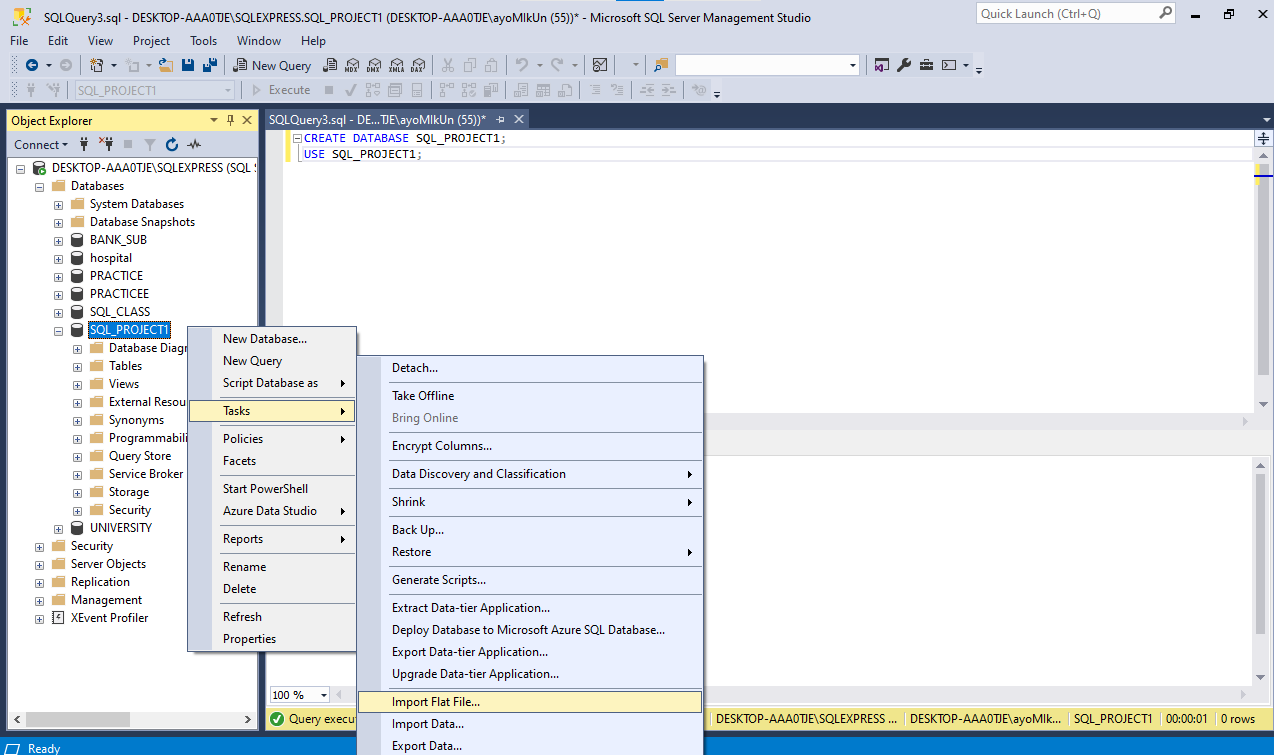 SQLQuery3.sql - DESKTOP-AAA0TJE\SQLEXPRESS.SQL_PROJECT1 (DESKTOP-AAA0TJE\ayoMIkUn (55))* - Microsoft SQL Server Management Studio
Quick Launch (Ctrl+Q)
File Edit View Project Tools Window Help
New Query MDX DMX XMLA DAX
SQL_PROJECT1 Execute
Object Explorer
SQLQuery3.sql - DE...TJE\ayoMIkUn (55))*
Connect
CREATE DATABASE SQL_PROJECT1;
USE SQL_PROJECT1;
DESKTOP-AAA0TJE\SQLEXPRESS (SQL S
Databases
System Databases
Database Snapshots
BANK_SUB
hospital
PRACTICE
PRACTICEE
SQL_CLASS
SQL_PROJECT1
Database Diagr
Tables
Views
External Resou
Synonyms
Programmabili
Query Store
Service Broker
Storage
Security
UNIVERSITY
Security
Server Objects
Replication
Management
XEvent Profiler
New Database...
New Query
Script Database as
Tasks
Policies
Facets
Start PowerShell
Azure Data Studio
Reports
Rename
Delete
Refresh
Properties
Detach...
Take Offline
Bring Online
Encrypt Columns...
Data Discovery and Classification
Shrink
Back Up...
Restore
Generate Scripts...
Extract Data-tier Application...
Deploy Database to Microsoft Azure SQL Database...
Export Data-tier Application...
Upgrade Data-tier Application...
Import Flat File...
Import Data...
Export Data...
100 %
Query execu
DESKTOP-AAA0TJE\SQLEXPRESS ... DESKTOP-AAA0TJE\ayoMIk... SQL_PROJECT1 00:00:01 0 rows
Ready